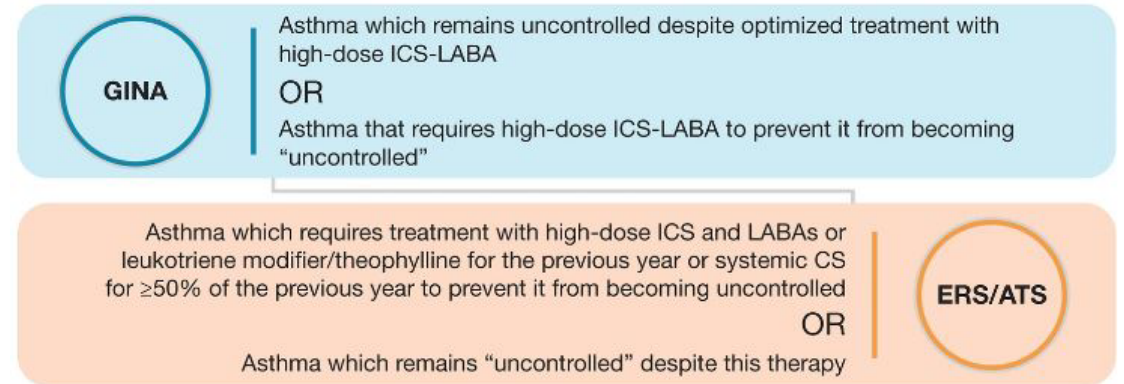 GINA
Asthma which remains uncontrolled despite optimized treatment with
high-dose ICS-LABA
OR
Asthma that requires high-dose ICS-LABA to prevent it from becoming
“uncontrolled”
Asthma which requires treatment with high-dose ICS and LABAs or
leukotriene modifier/theophylline for the previous year or systemic CS
for ≥50% of the previous year to prevent it from becoming uncontrolled
OR
Asthma which remains “uncontrolled” despite this therapy
ERS/ATS